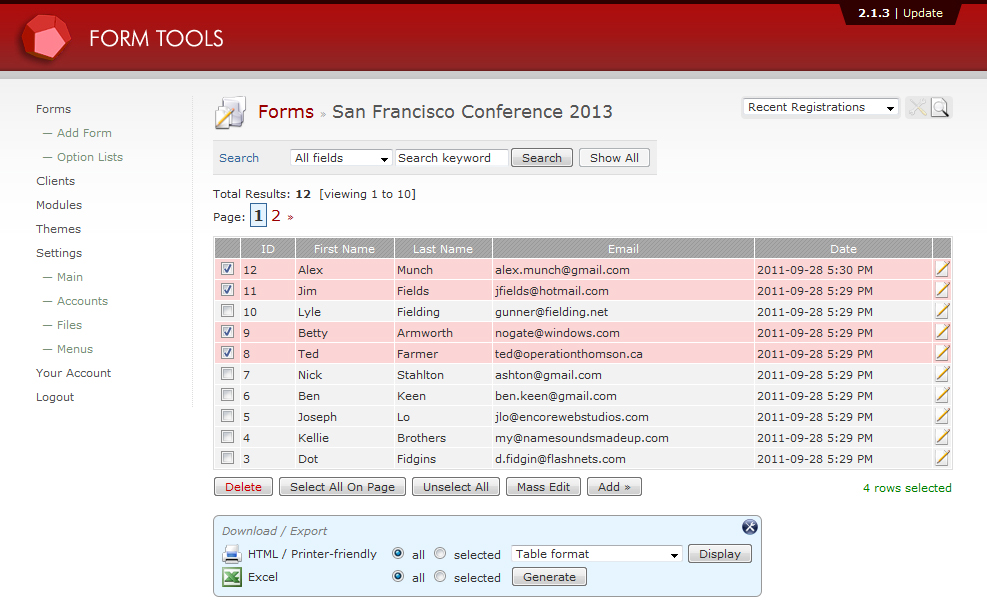 2.1.3 | Update
FORM TOOLS
Forms
— Add Form
— Option Lists
Clients
Modules
Themes
Settings
— Main
— Accounts
— Files
— Menus
Your Account
Logout
Forms » San Francisco Conference 2013
Recent Registrations
Search All fields Search keyword Search Show All
Total Results: 12 [viewing 1 to 10]
Page: 1 2 »
ID First Name Last Name Email Date
12 Alex Munch alex.munch@gmail.com 2011-09-28 5:30 PM
11 Jim Fields jfields@hotmail.com 2011-09-28 5:29 PM
10 Lyle Fielding gunner@fielding.net 2011-09-28 5:29 PM
9 Betty Armworth nogate@windows.com 2011-09-28 5:29 PM
8 Ted Farmer ted@operationthomson.ca 2011-09-28 5:29 PM
7 Nick Stahlton ashton@gmail.com 2011-09-28 5:29 PM
6 Ben Keen ben.keen@gmail.com 2011-09-28 5:29 PM
5 Joseph Lo jlo@encorewebstudios.com 2011-09-28 5:29 PM
4 Kellie Brothers my@namesoundsmadeup.com 2011-09-28 5:29 PM
3 Dot Fidgins d.fidgin@flashnets.com 2011-09-28 5:29 PM
Delete Select All On Page Unselect All Mass Edit Add » 4 rows selected
Download / Export
HTML / Printer-friendly all selected Table format Display
Excel all selected Generate